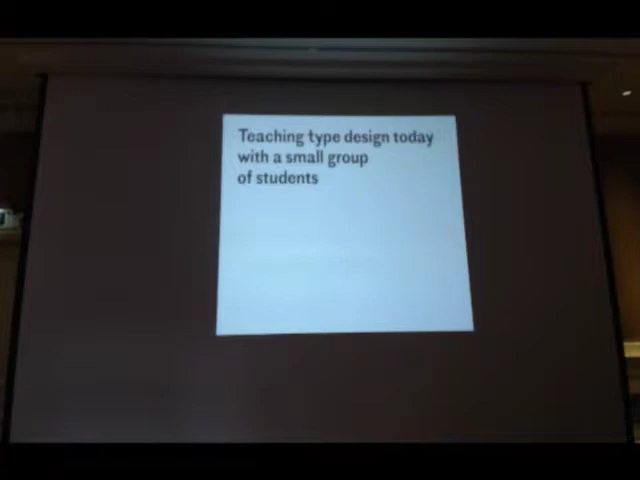 Teaching type design today
with a small group
of students